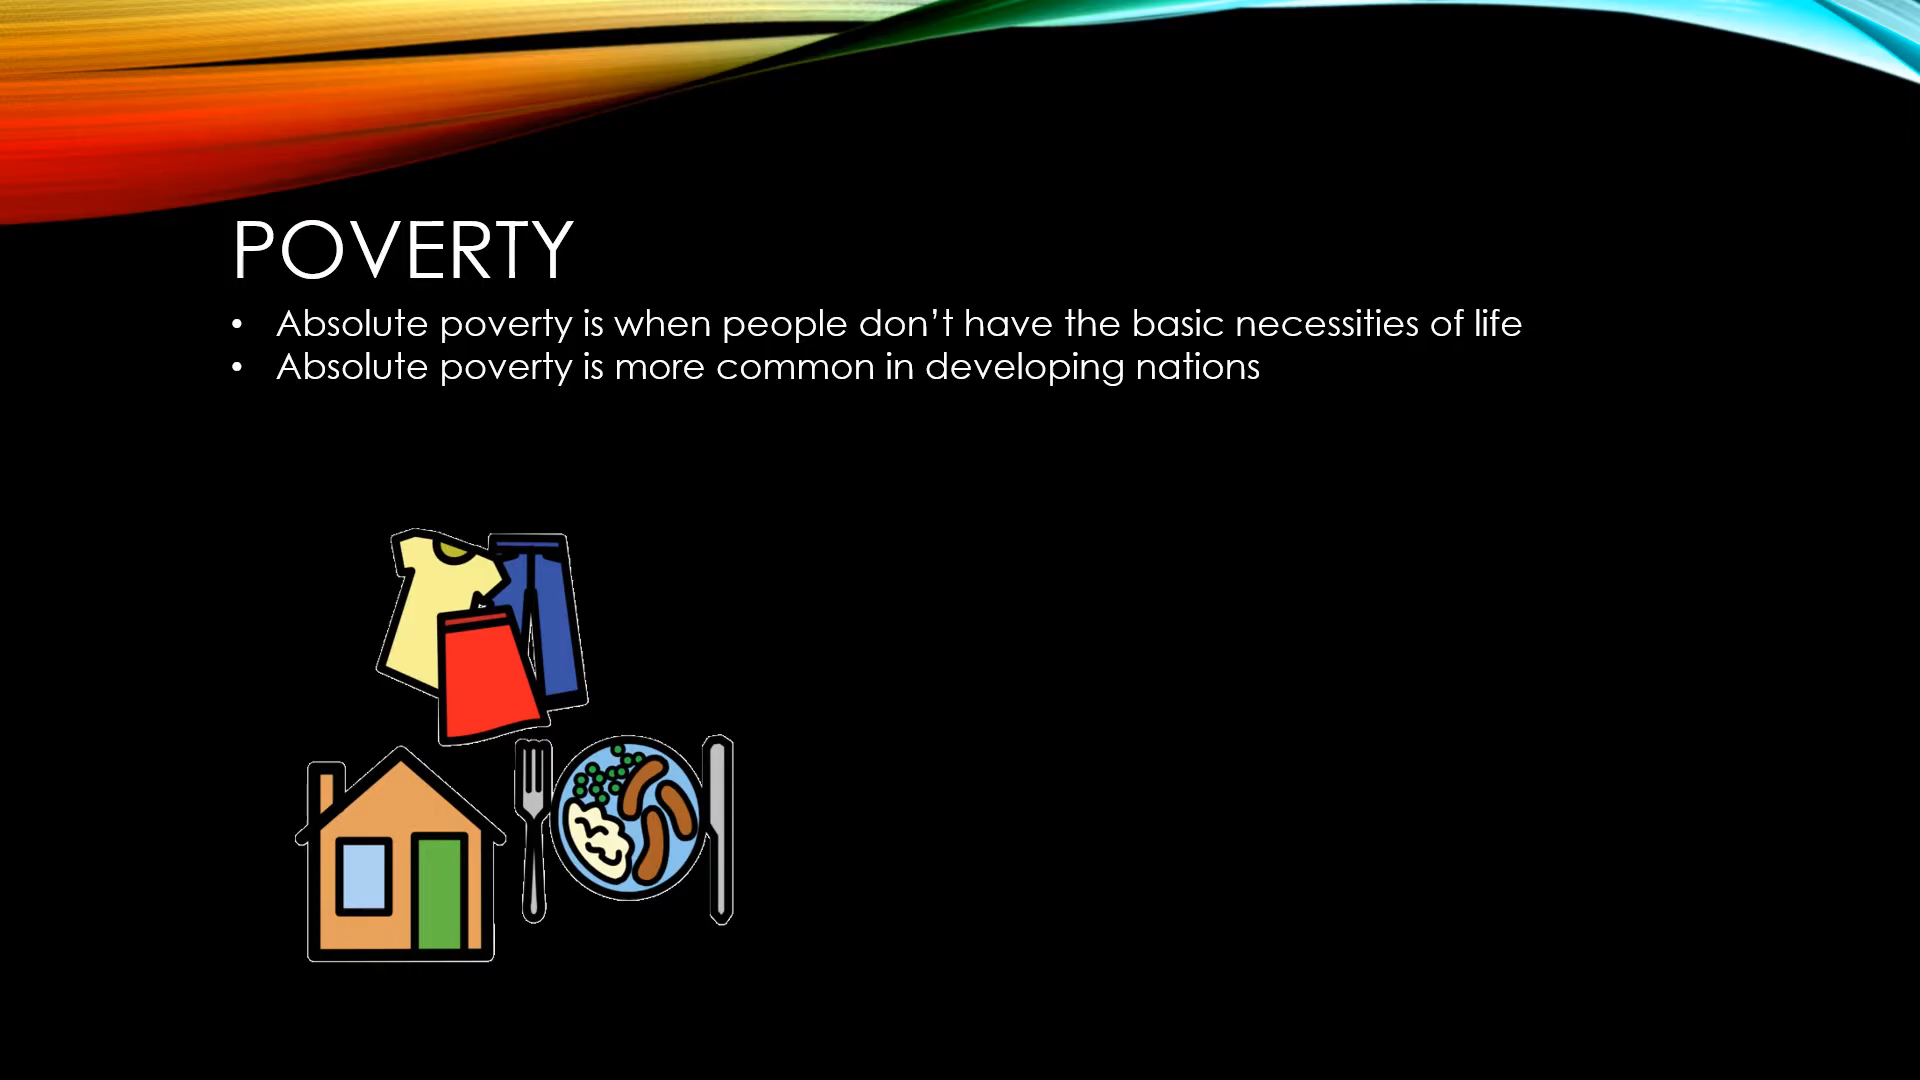 POVERTY
• Absolute poverty is when people don’t have the basic necessities of life
• Absolute poverty is more common in developing nations